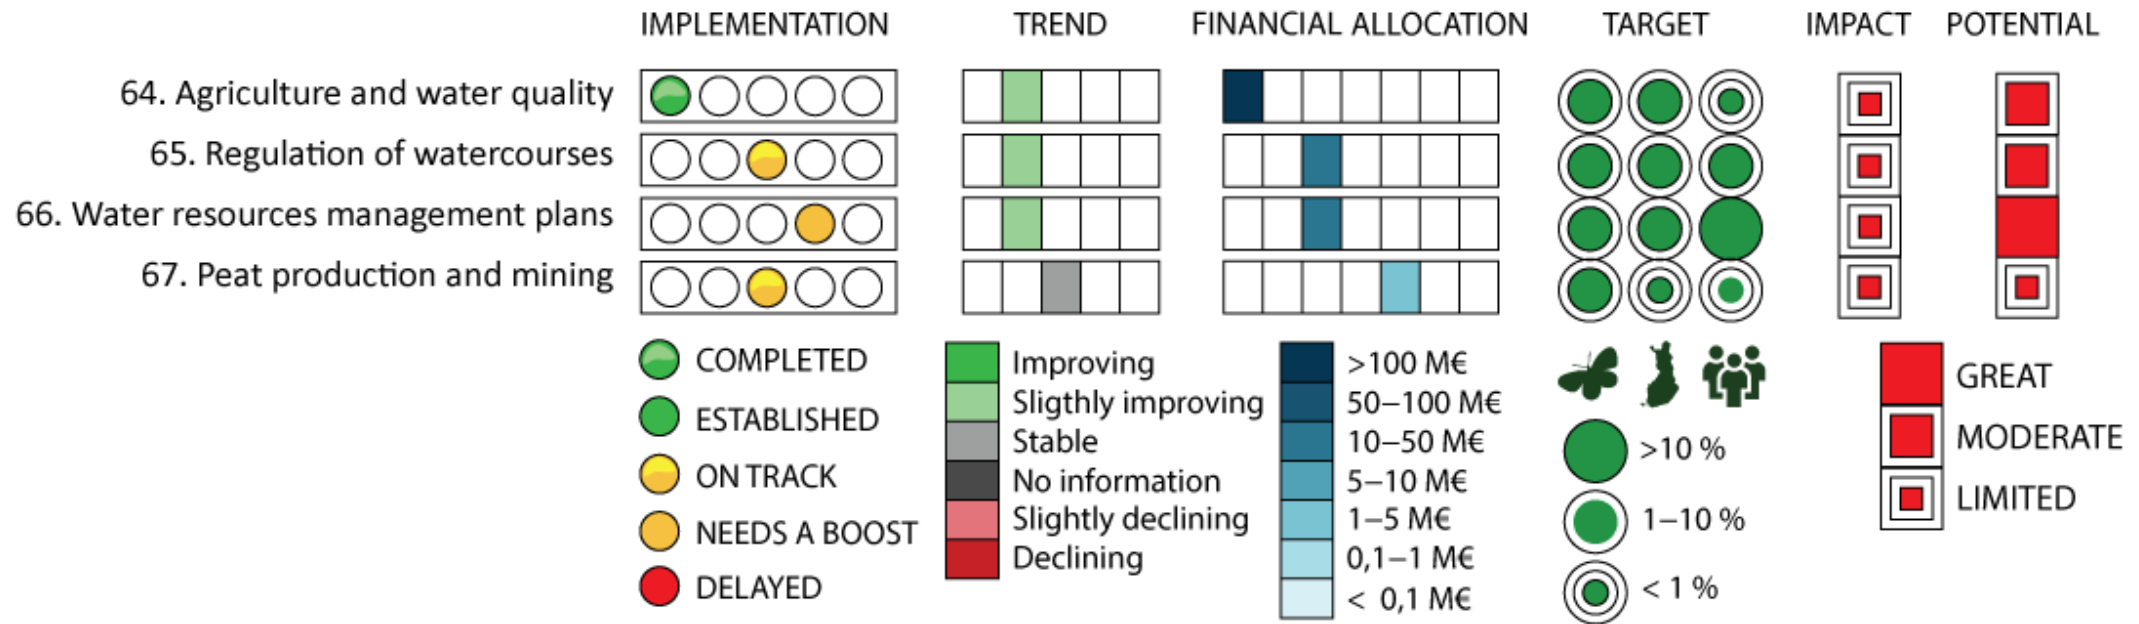 IMPLEMENTATION TREND FINANCIAL ALLOCATION TARGET IMPACT POTENTIAL
64. Agriculture and water quality
65. Regulation of watercourses
66. Water resources management plans
67. Peat production and mining
COMPLETED
ESTABLISHED
ON TRACK
NEEDS A BOOST
DELAYED
Improving
Sligthly improving
Stable
No information
Slightly declining
Declining
>100 M€
50–100 M€
10–50 M€
5–10 M€
1–5 M€
0,1–1 M€
< 0,1 M€
>10 %
1–10 %
< 1 %
GREAT
MODERATE
LIMITED